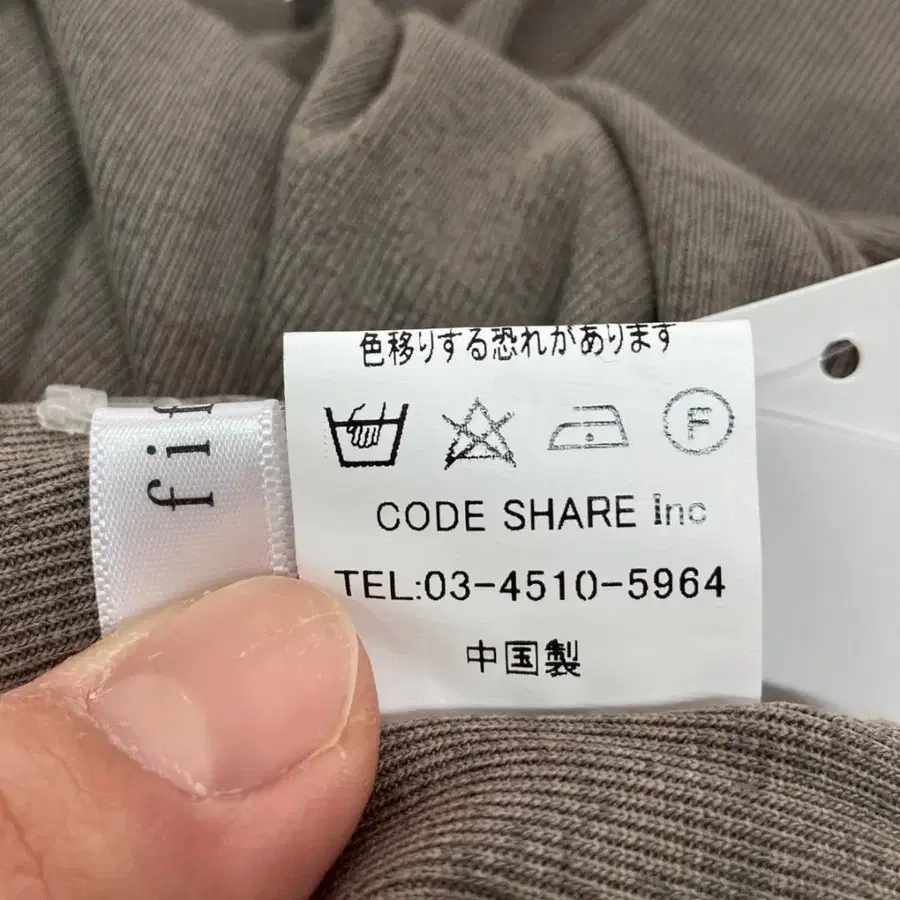 色移りする恐れがあります
F
CODE SHARE Inc
TEL:03-4510-5964
中国製